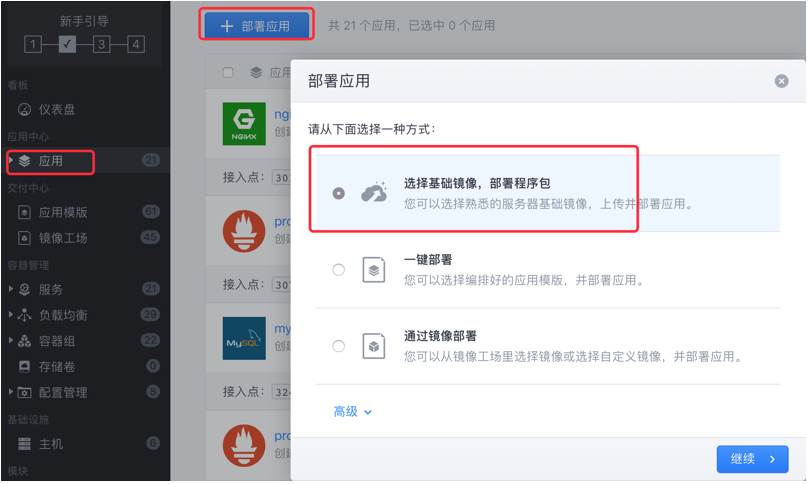 新手引导
1
3
4
看板
仪表盘
应用中心
应用 21
交付中心
应用模版 61
镜像工场 45
容器管理
服务 21
负载均衡 29
容器组 22
存储卷 0
配置管理 8
基础设施
主机 6
模块
部署应用
共 21 个应用，已选中 0 个应用
应用
NGINX
创建
接入点：
pro
创建
接入点：
MySQL
my
创建
接入点：
pro
创建
部署应用
请从下面选择一种方式：
选择基础镜像，部署程序包
您可以选择熟悉的服务器基础镜像，上传并部署应用。
一键部署
您可以选择编排好的应用模版，并部署应用。
通过镜像部署
您可以从镜像工场里选择镜像或选择自定义镜像，并部署应用。
高级
继续